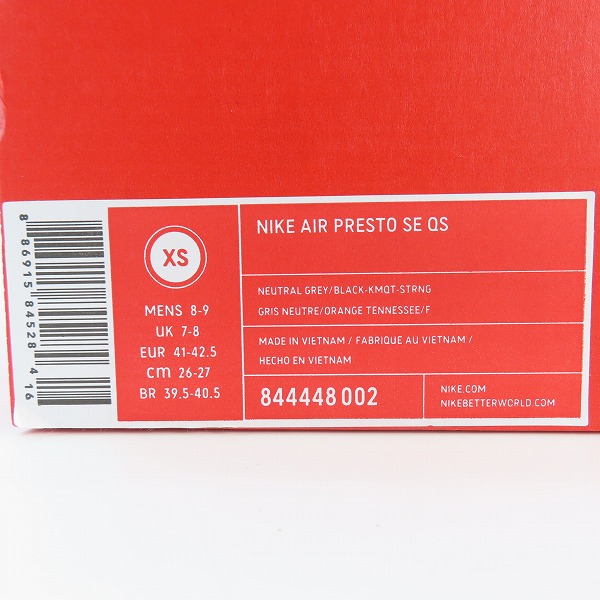 8 86915 84528 4 16
XS
MENS 8-9
UK 7-8
EUR 41-42.5
CM 26-27
BR 39.5-40.5
NIKE AIR PRESTO SE QS
NEUTRAL GREY/BLACK-KMQT-STRNG
GRIS NEUTRE/ORANGE TENNESSEE/F
MADE IN VIETNAM / FABRIQUE AU VIETNAM /
HECHO EN VIETNAM
844448 002
NIKE.COM
NIKEBETTERWORLD.COM